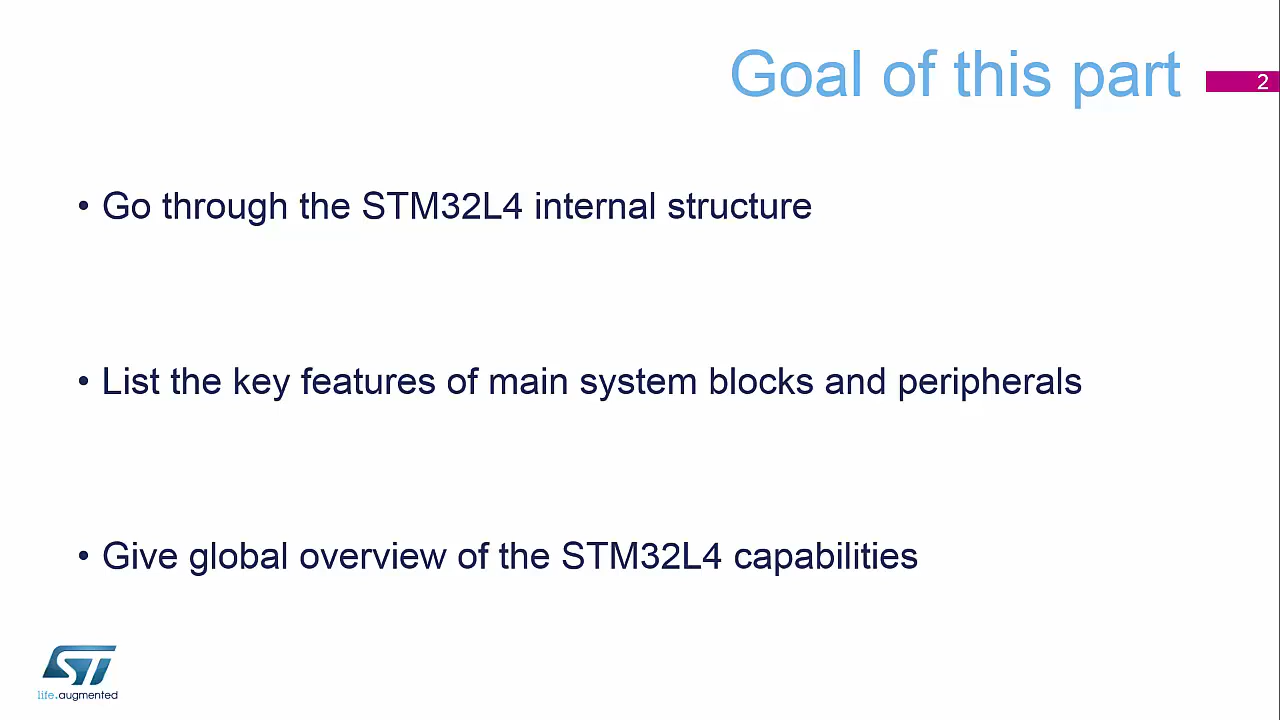 Goal of this part
2
• Go through the STM32L4 internal structure
• List the key features of main system blocks and peripherals
• Give global overview of the STM32L4 capabilities
ST
life.augmented